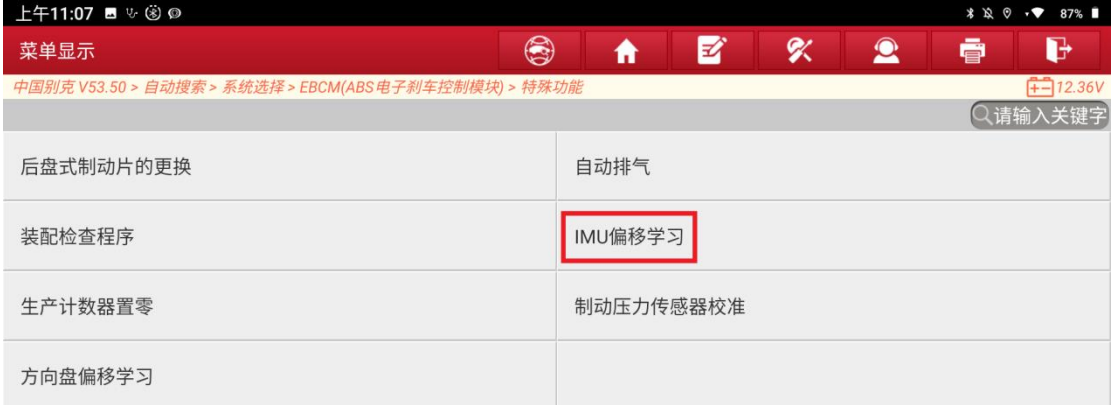 上午11:07 87%
菜单显示
中国别克 V53.50 > 自动搜索 > 系统选择 > EBCM(ABS电子刹车控制模块) > 特殊功能 12.36V
请输入关键字
后盘式制动片的更换 自动排气
装配检查程序 IMU偏移学习
生产计数器置零 制动压力传感器校准
方向盘偏移学习